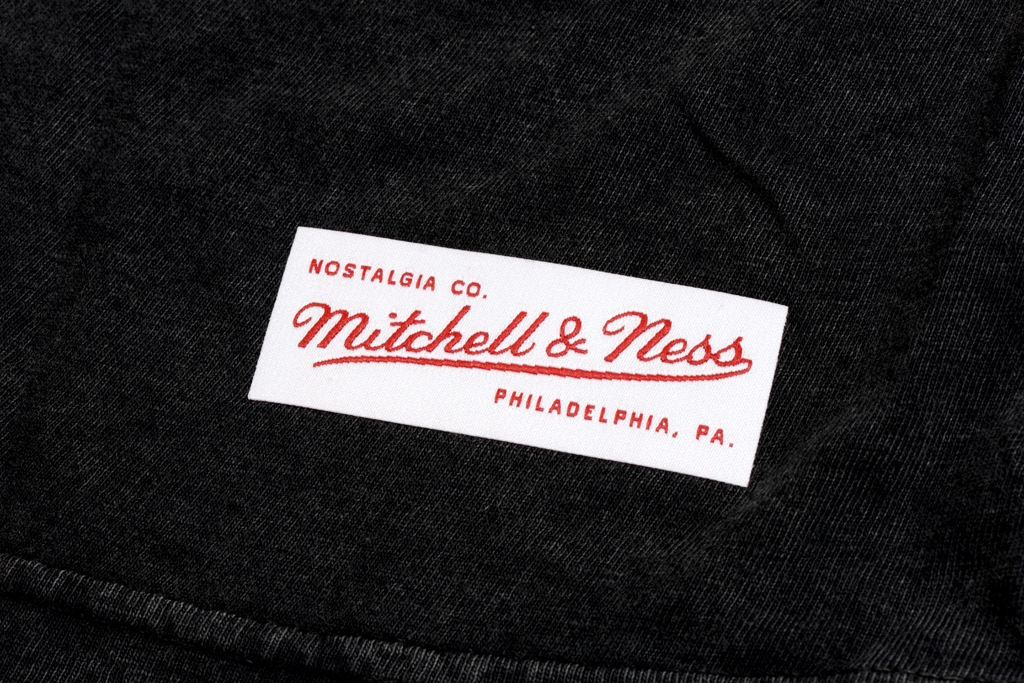 NOSTALGIA CO.
Mitchell & Ness
PHILADELPHIA, PA.